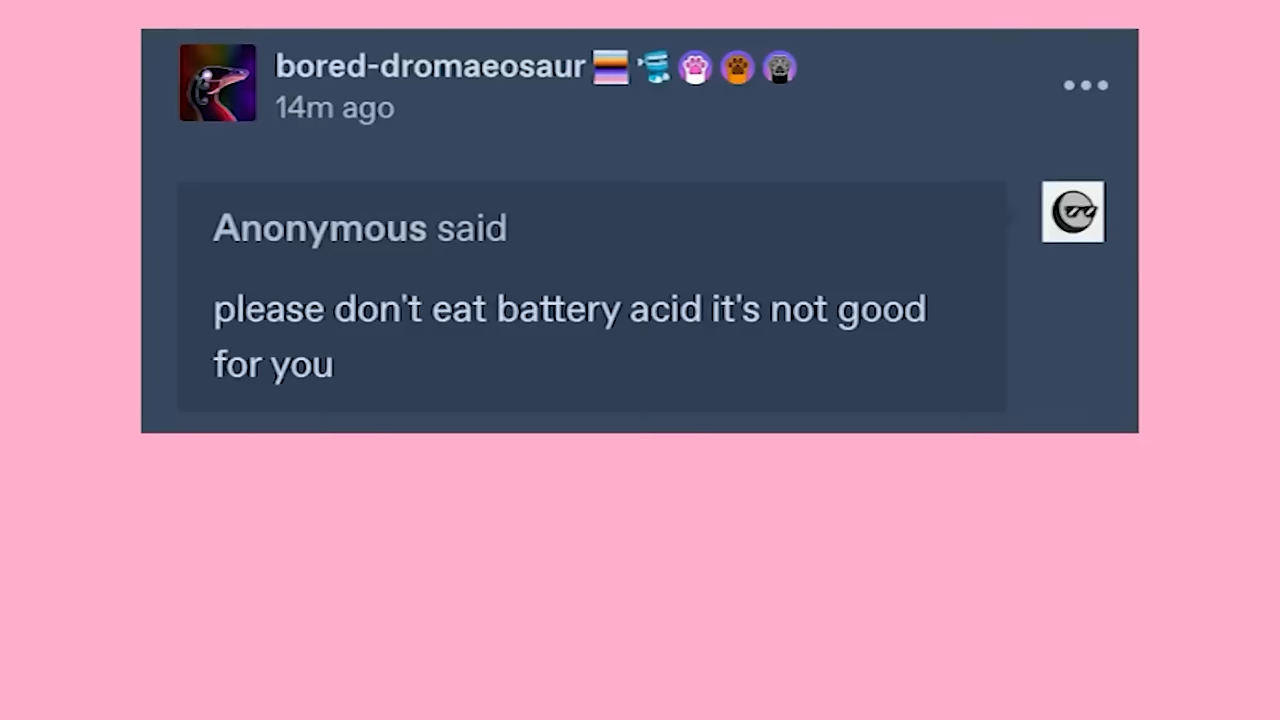 bored-dromaeosaur
14m ago
Anonymous said
please don't eat battery acid it's not good
for you